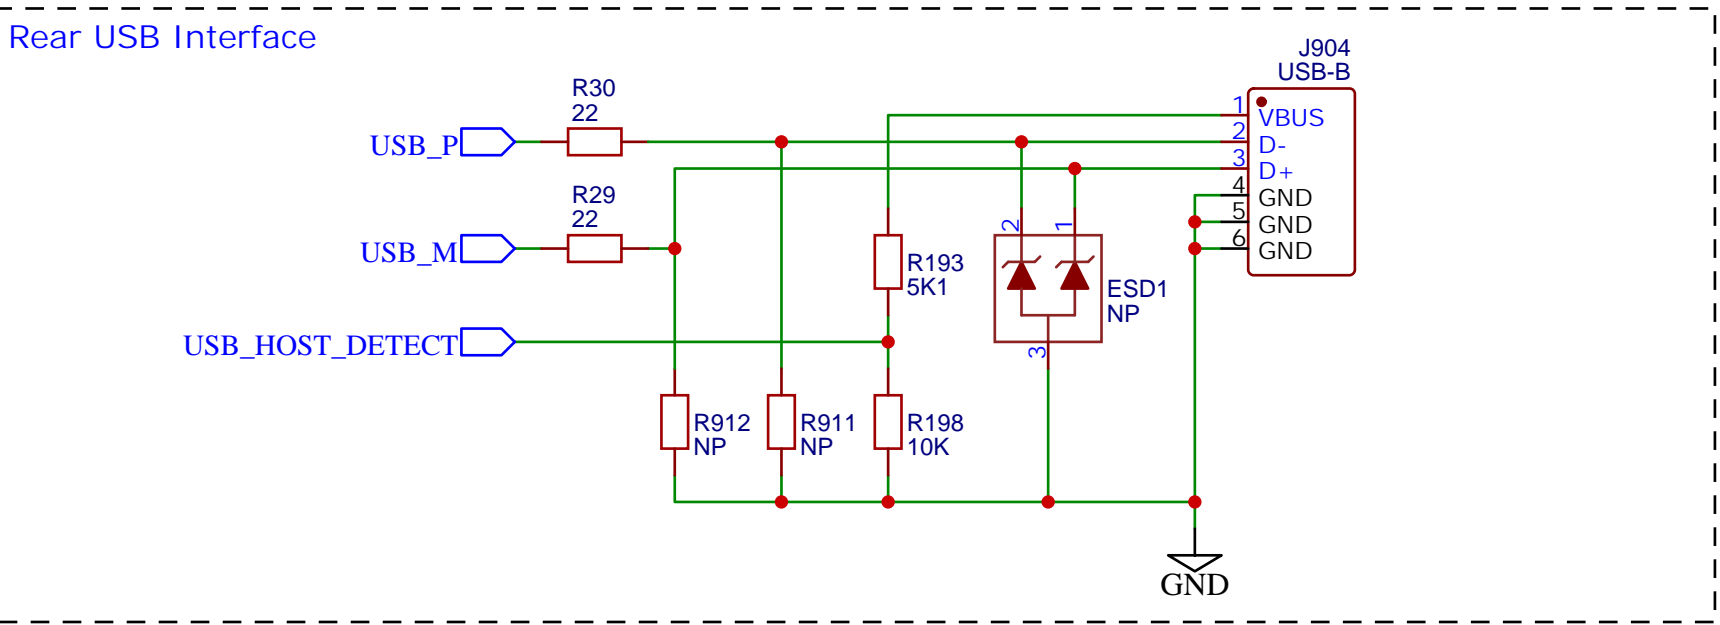 Rear USB Interface
J904
USB-B
R30
22
USB_P
1
VBUS
2
D-
3
D+
4
GND
5
GND
6
GND
R29
22
USB_M
R193
5K1
2
1
ESD1
NP
3
USB_HOST_DETECT
R912
NP
R911
NP
R198
10K
GND